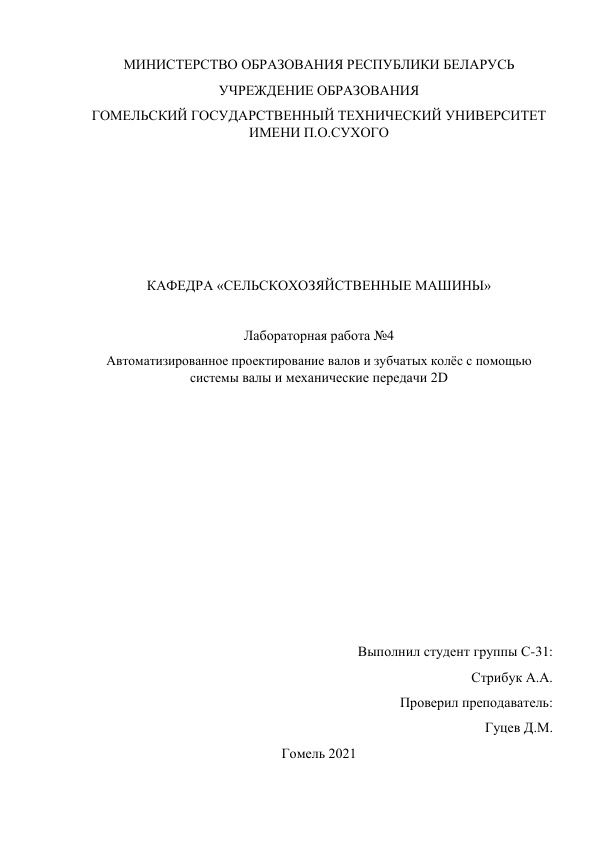 МИНИСТЕРСТВО ОБРАЗОВАНИЯ РЕСПУБЛИКИ БЕЛАРУСЬ
УЧРЕЖДЕНИЕ ОБРАЗОВАНИЯ
ГОМЕЛЬСКИЙ ГОСУДАРСТВЕННЫЙ ТЕХНИЧЕСКИЙ УНИВЕРСИТЕТ
ИМЕНИ П.О.СУХОГО
КАФЕДРА «СЕЛЬСКОХОЗЯЙСТВЕННЫЕ МАШИНЫ»
Лабораторная работа №4
Автоматизированное проектирование валов и зубчатых колёс с помощью
системы валы и механические передачи 2D
Выполнил студент группы С-31:
Стрибук А.А.
Проверил преподаватель:
Гуцев Д.М.
Гомель 2021